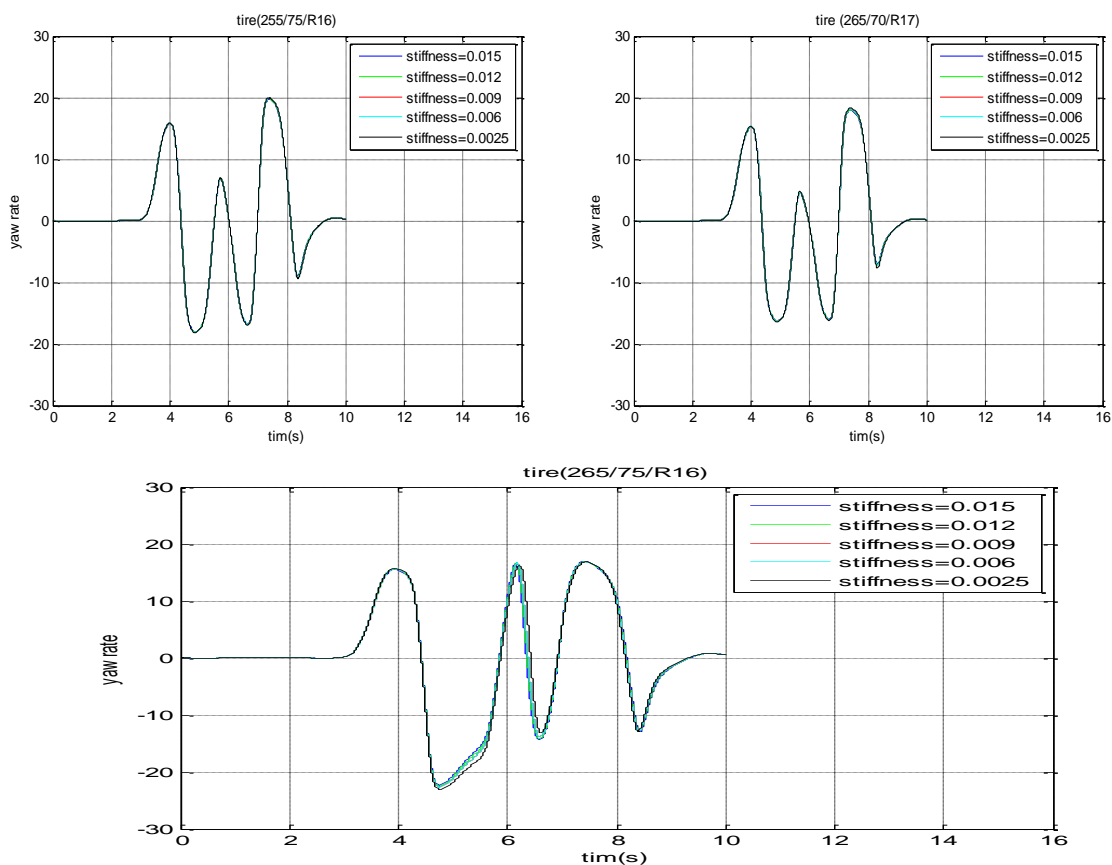 tire(255/75/R16)
30
20
10
0
-10
-20
-30
yaw rate
0 2 4 6 8 10 12 14 16
tim(s)
stiffness=0.015
stiffness=0.012
stiffness=0.009
stiffness=0.006
stiffness=0.0025
tire (265/70/R17)
30
20
10
0
-10
-20
-30
yaw rate
0 2 4 6 8 10 12 14 16
tim(s)
stiffness=0.015
stiffness=0.012
stiffness=0.009
stiffness=0.006
stiffness=0.0025
tire(265/75/R16)
30
20
10
0
-10
-20
-30
yaw rate
0 2 4 6 8 10 12 14 16
tim(s)
stiffness=0.015
stiffness=0.012
stiffness=0.009
stiffness=0.006
stiffness=0.0025